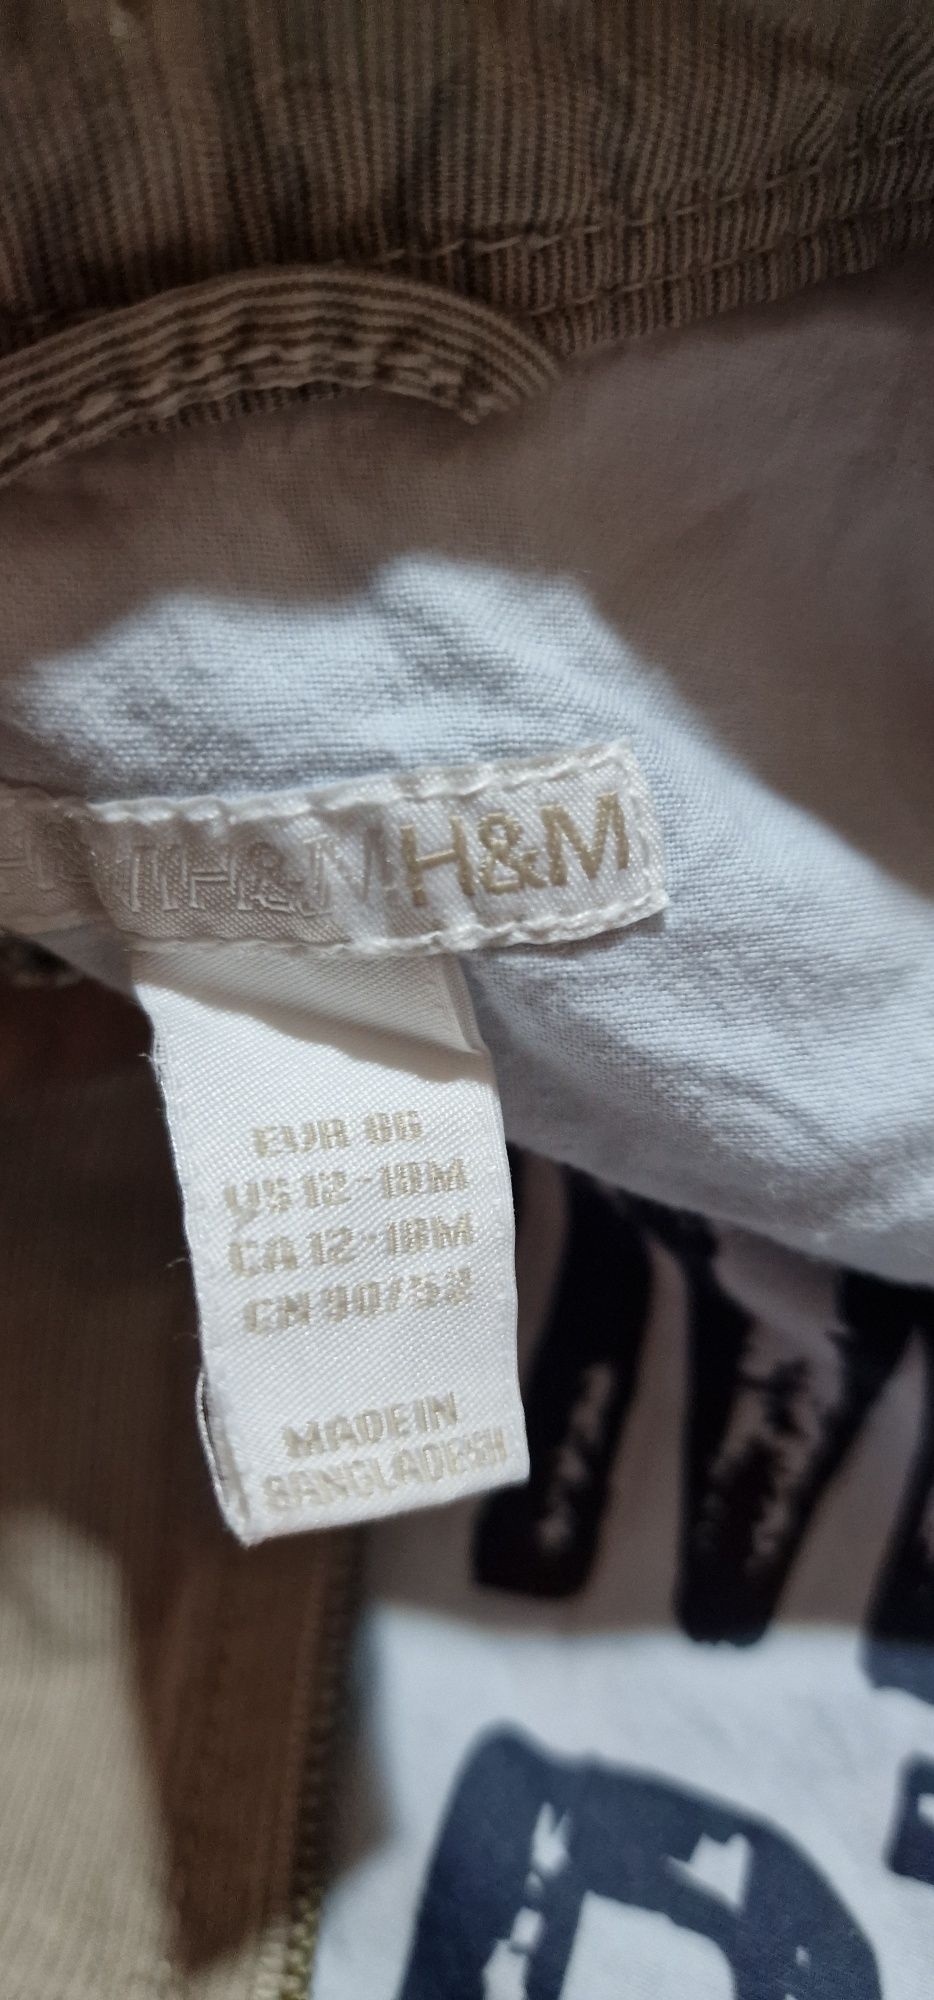 H&M H&M
EUR 86
US 12-18M
CA 12-18M
CN 90/52
MADE IN
BANGLADESH